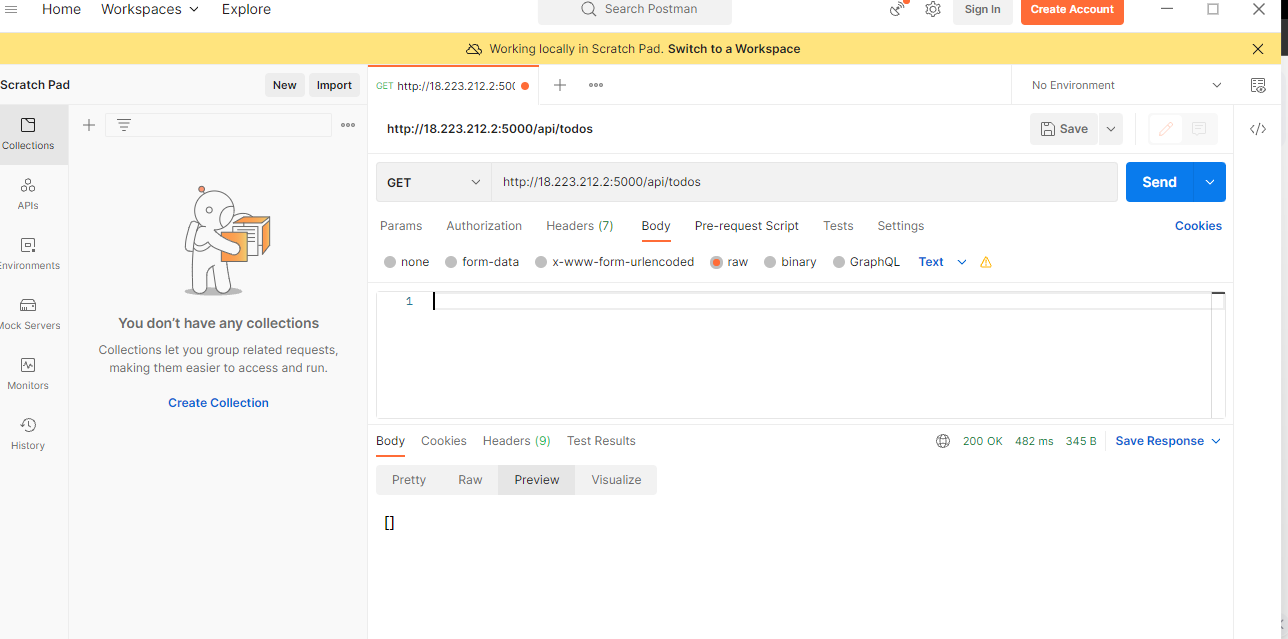 Home Workspaces Explore Search Postman Sign In Create Account
Working locally in Scratch Pad. Switch to a Workspace
Scratch Pad New Import GET http://18.223.212.2:500 No Environment
http://18.223.212.2:5000/api/todos Save
Collections
GET http://18.223.212.2:5000/api/todos Send
APIs
Params Authorization Headers (7) Body Pre-request Script Tests Settings Cookies
nvironments
none form-data x-www-form-urlencoded raw binary GraphQL Text
1
Mock Servers
You don’t have any collections
Collections let you group related requests,
making them easier to access and run.
Monitors
Create Collection
History
Body Cookies Headers (9) Test Results 200 OK 482 ms 345 B Save Response
Pretty Raw Preview Visualize
[]